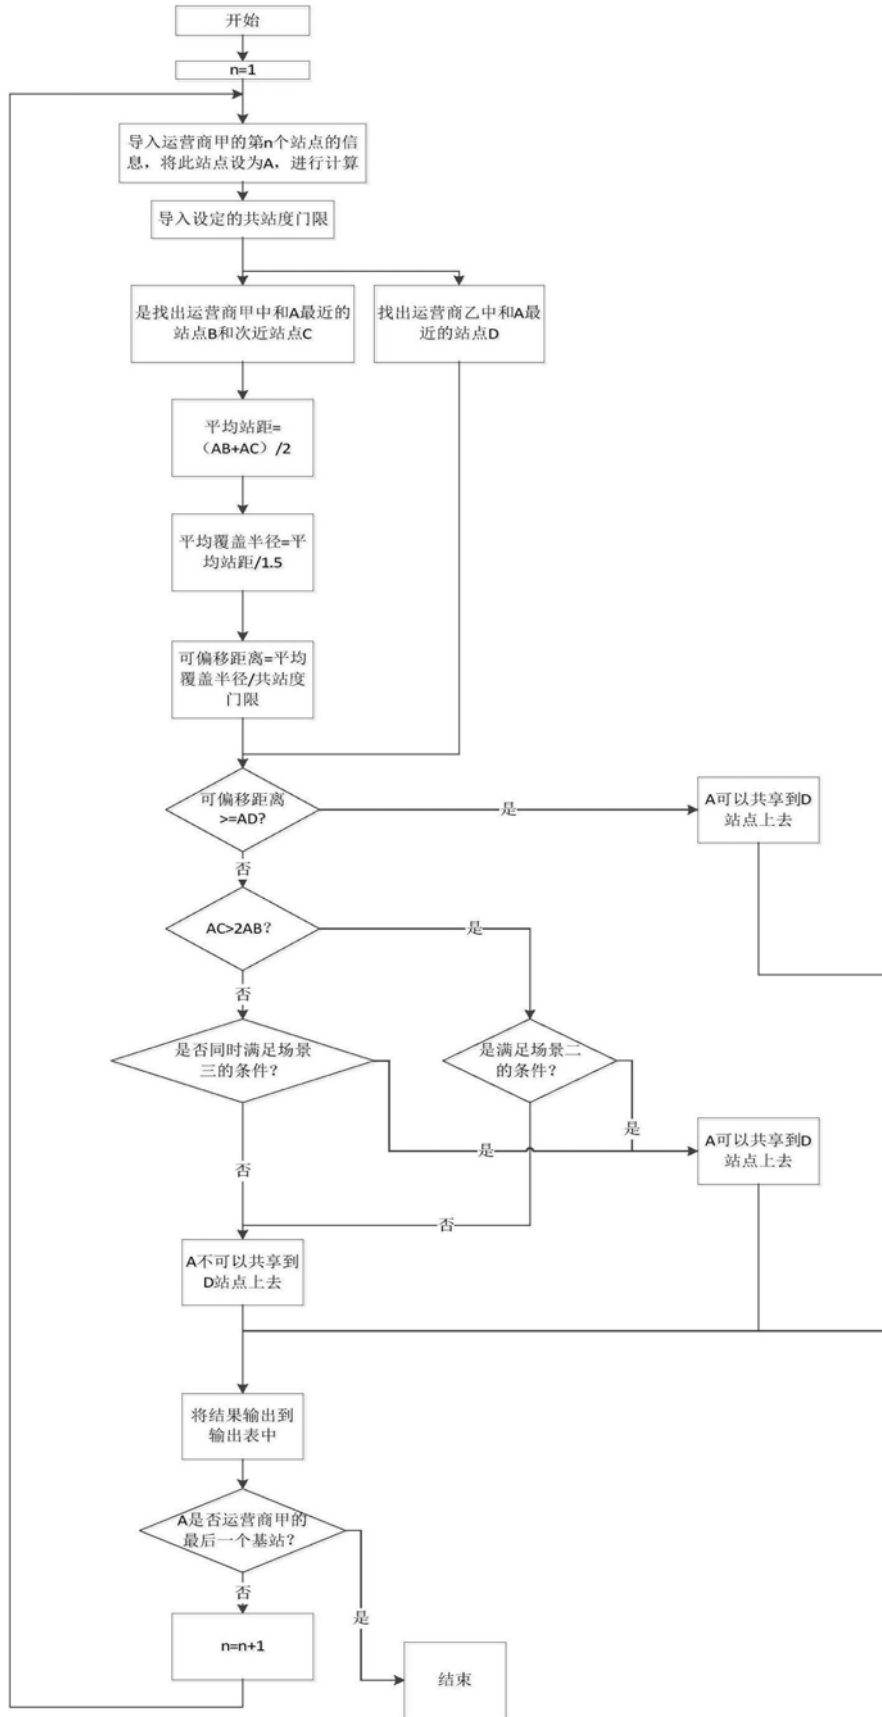 开始
n=1
导入运营商甲的第n个站点的信
息，将此站点设为A，进行计算
导入设定的共站度门限
是找出运营商甲中和A最近的
站点B和次近站点C
找出运营商乙中和A最
近的站点D
平均站距=
（AB+AC）/2
平均覆盖半径=平
均站距/1.5
可偏移距离=平均
覆盖半径/共站度
门限
可偏移距离
>=AD?
是
A可以共享到D
站点上去
否
AC>2AB？
是
否
是否同时满足场景
三的条件？
是满足场景二
的条件？
是
是
A可以共享到D
站点上去
否
否
A不可以共享到
D站点上去
将结果输出到
输出表中
A是否运营商甲的
最后一个基站？
否
是
n=n+1
结束